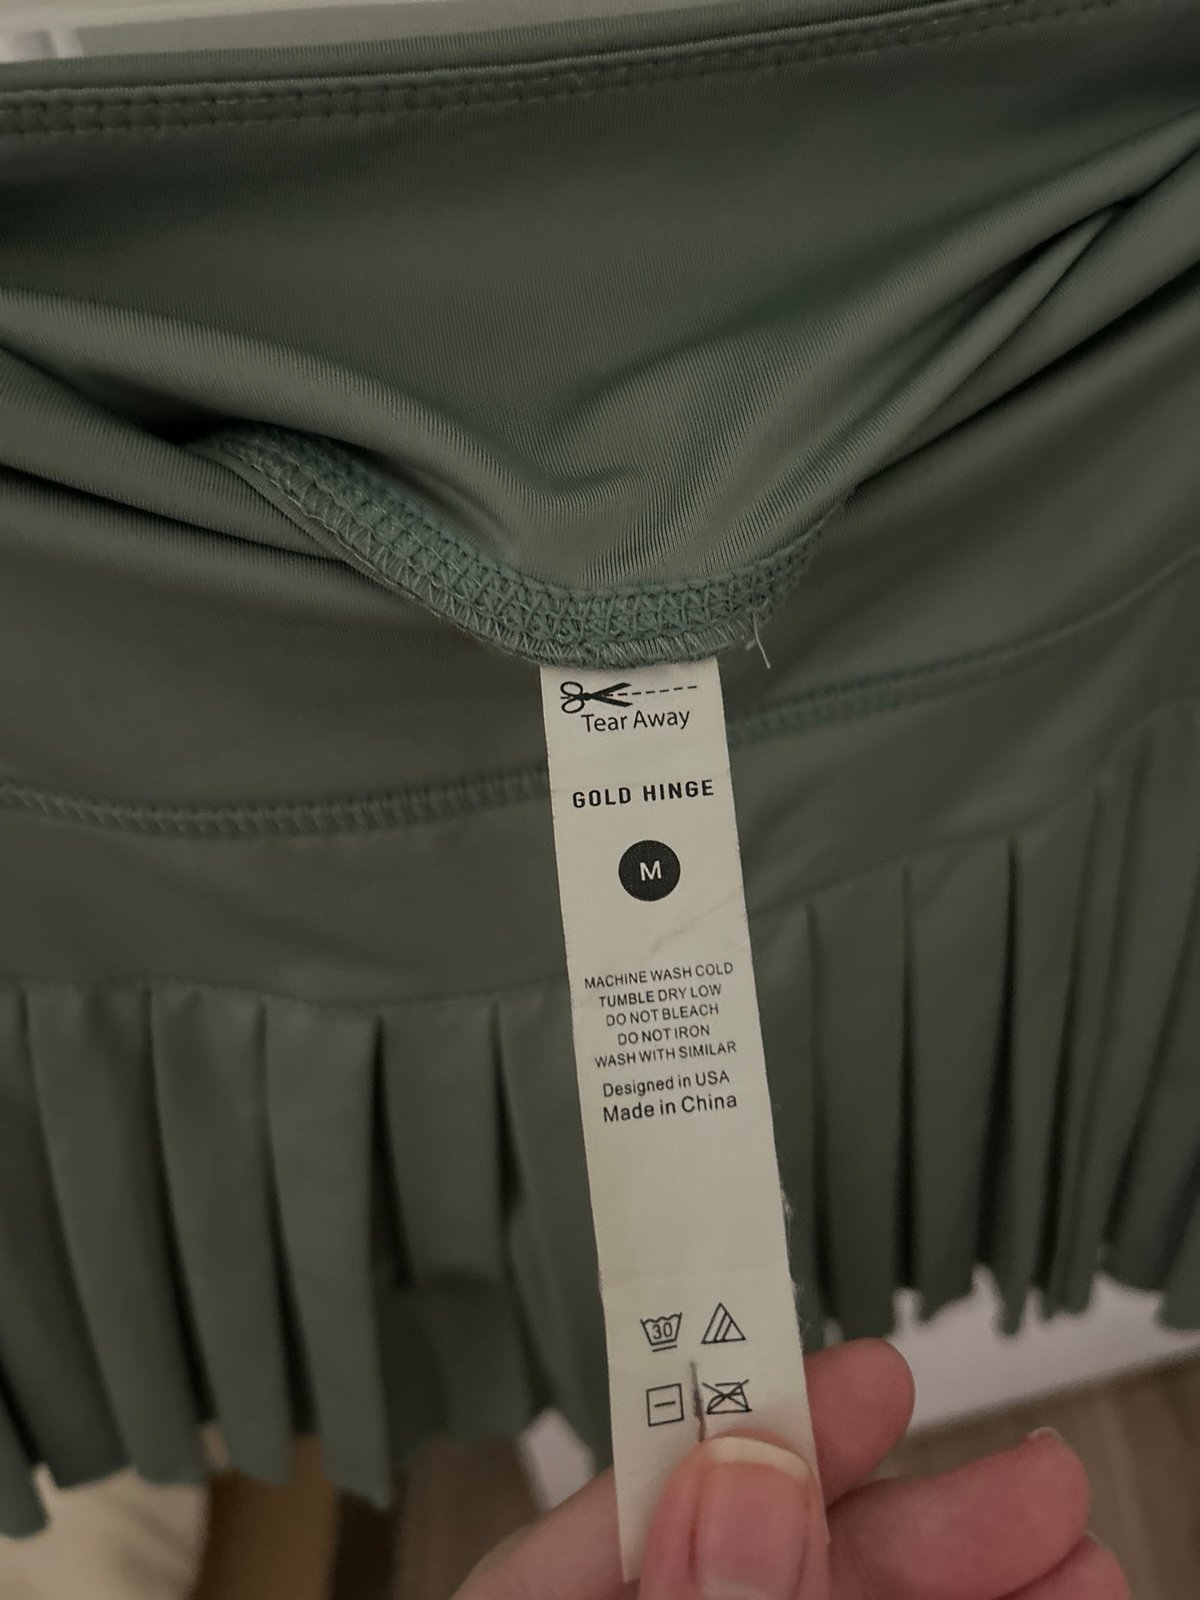 Tear Away
GOLD HINGE
M
MACHINE WASH COLD
TUMBLE DRY LOW
DO NOT BLEACH
DO NOT IRON
WASH WITH SIMILAR
Designed in USA
Made in China
30